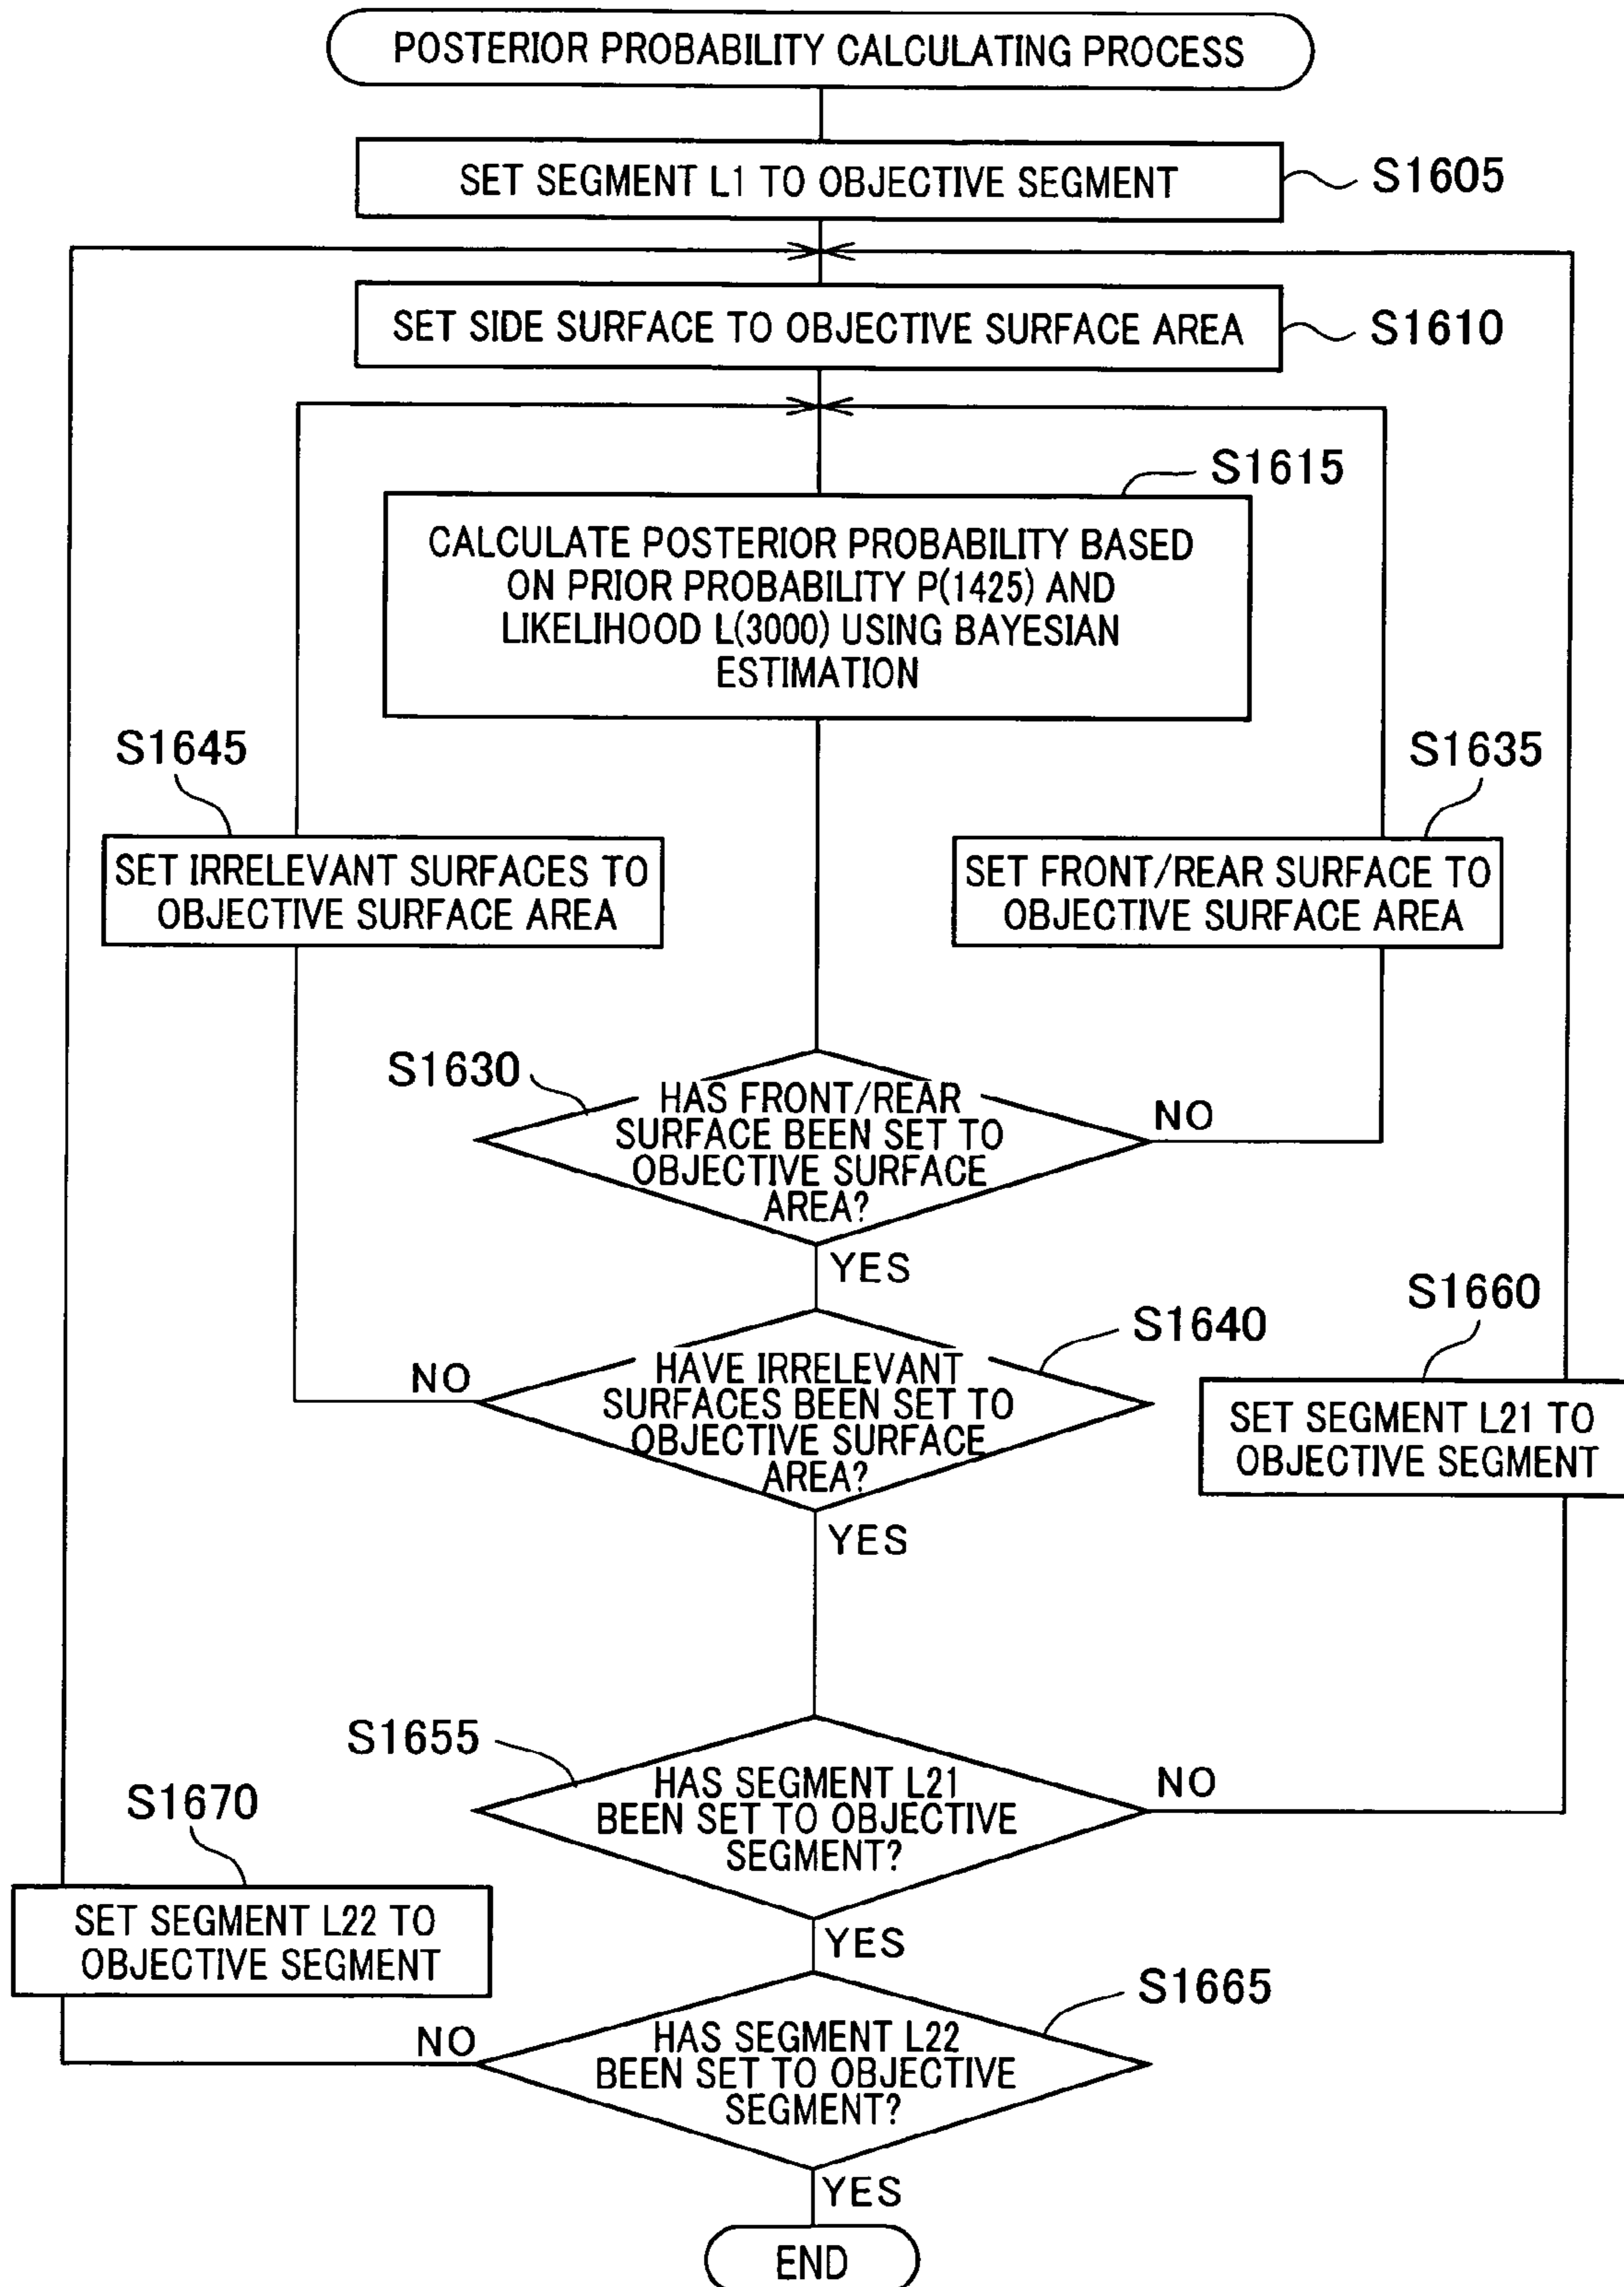 POSTERIOR PROBABILITY CALCULATING PROCESS
SET SEGMENT L1 TO OBJECTIVE SEGMENT
S1605
SET SIDE SURFACE TO OBJECTIVE SURFACE AREA
S1610
S1615
CALCULATE POSTERIOR PROBABILITY BASED
ON PRIOR PROBABILITY P(1425) AND
LIKELIHOOD L(3000) USING BAYESIAN
ESTIMATION
S1645
SET IRRELEVANT SURFACES TO
OBJECTIVE SURFACE AREA
S1635
SET FRONT/REAR SURFACE TO
OBJECTIVE SURFACE AREA
S1630
HAS FRONT/REAR
SURFACE BEEN SET TO
OBJECTIVE SURFACE
AREA?
NO
YES
S1640
HAVE IRRELEVANT
SURFACES BEEN SET TO
OBJECTIVE SURFACE
AREA?
NO
YES
S1660
SET SEGMENT L21 TO
OBJECTIVE SEGMENT
S1655
HAS SEGMENT L21
BEEN SET TO OBJECTIVE
SEGMENT?
NO
YES
S1670
SET SEGMENT L22 TO
OBJECTIVE SEGMENT
S1665
HAS SEGMENT L22
BEEN SET TO OBJECTIVE
SEGMENT?
NO
YES
END